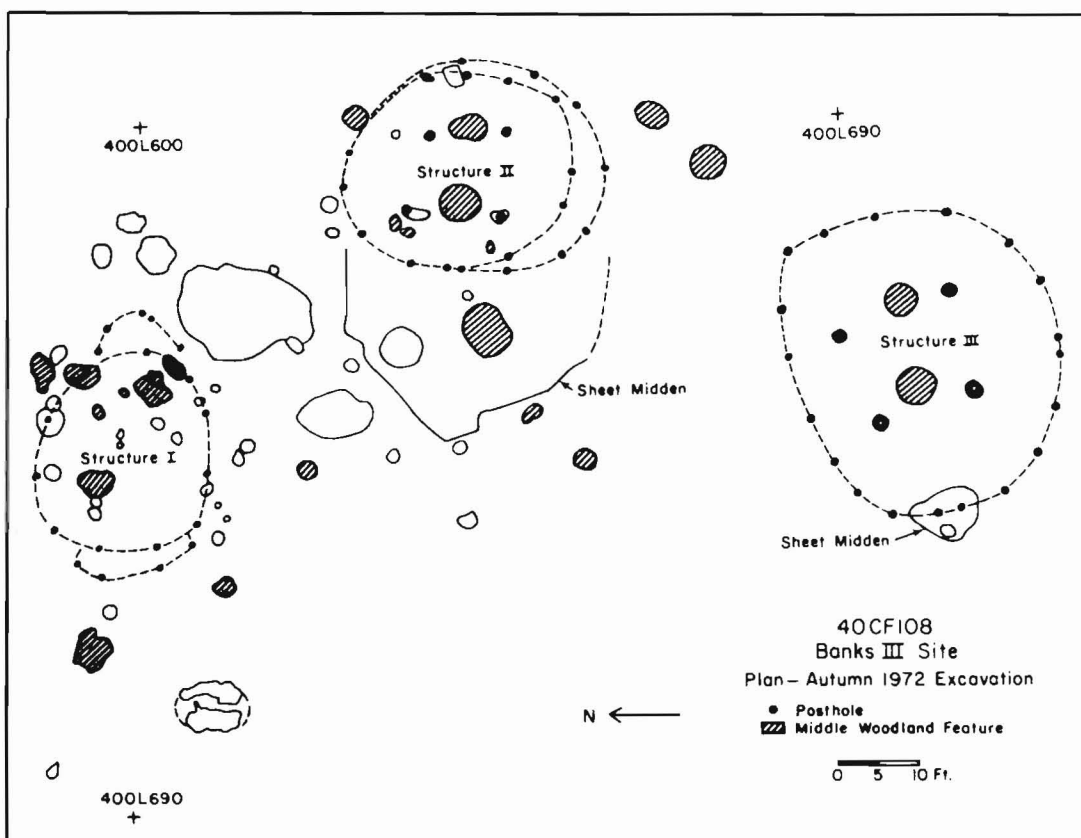 400L600
400L690
Structure II
Structure III
Sheet Midden
Structure I
Sheet Midden
40CF108
Banks III Site
Plan – Autumn 1972 Excavation
N
Posthole
Middle Woodland Feature
0 5 10 Ft.
400L690